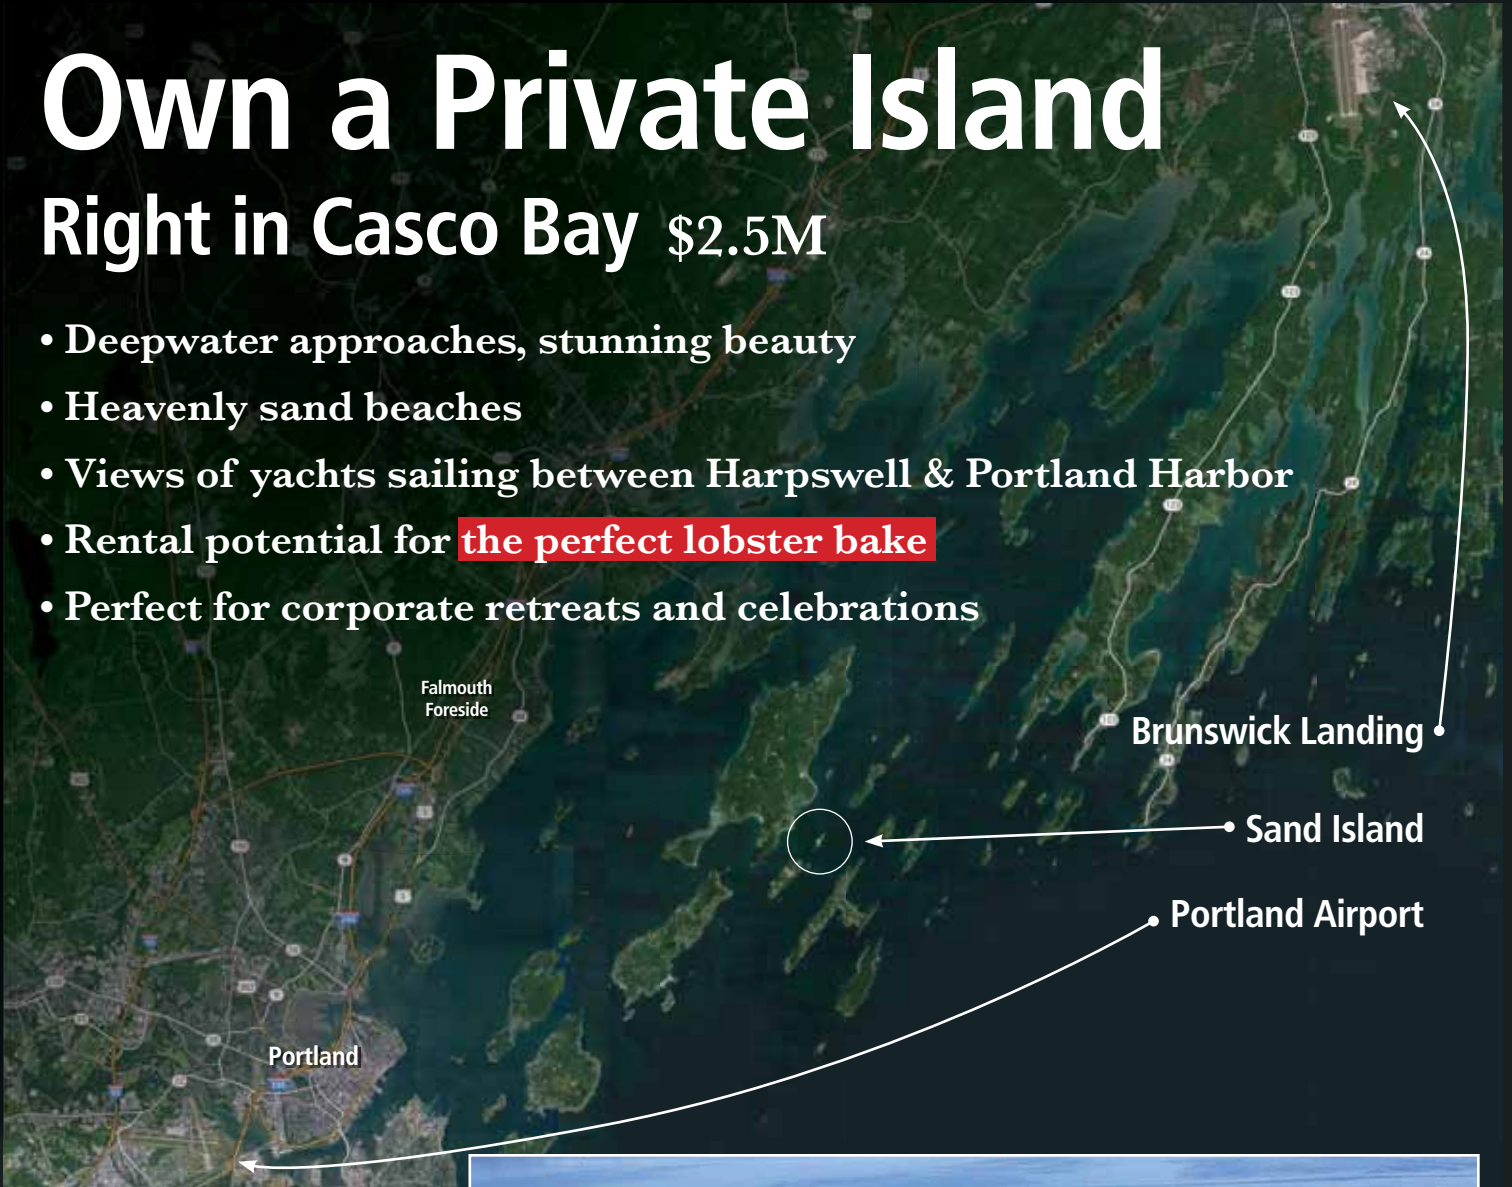 Own a Private Island
Right in Casco Bay $2.5M
• Deepwater approaches, stunning beauty
• Heavenly sand beaches
• Views of yachts sailing between Harpswell & Portland Harbor
• Rental potential for the perfect lobster bake
• Perfect for corporate retreats and celebrations
Falmouth
Foreside
Brunswick Landing
Sand Island
Portland Airport
Portland